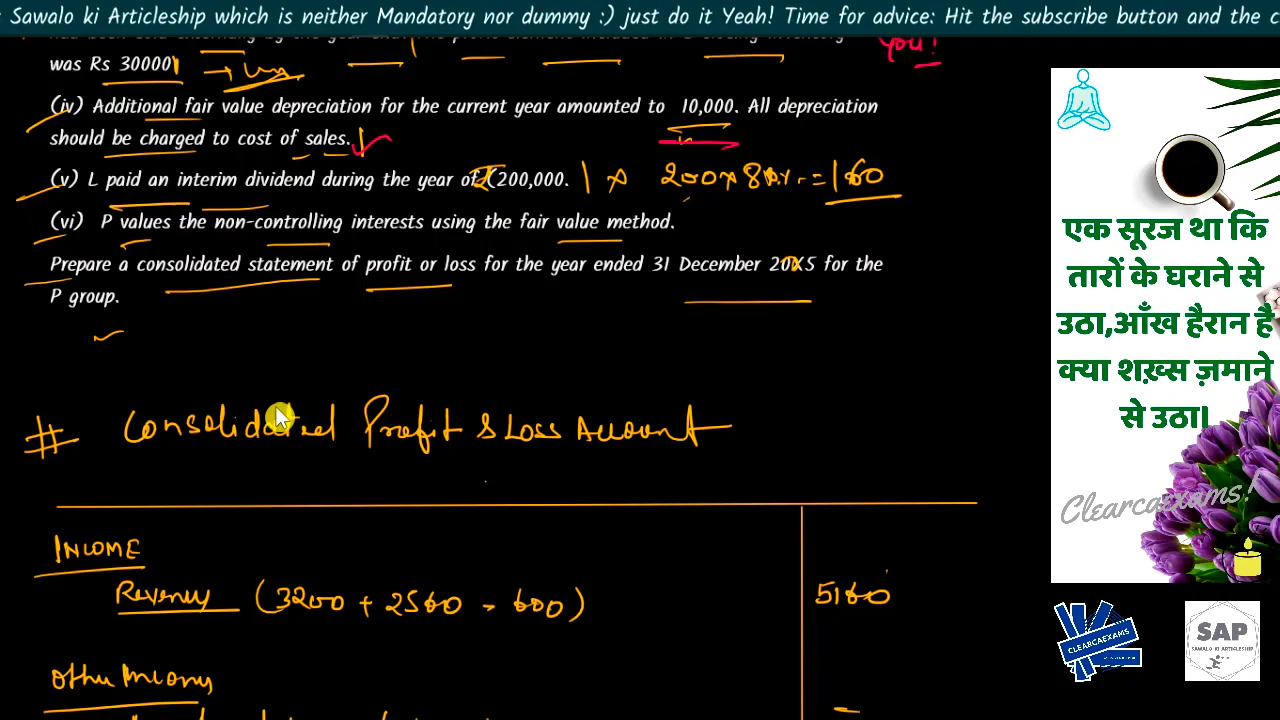 Sawalo ki Articleship which is neither Mandatory nor dummy :) just do it Yeah! Time for advice: Hit the subscribe button and the c
you!
was Rs 30000
(iv) Additional fair value depreciation for the current year amounted to 10,000. All depreciation
should be charged to cost of sales.
(v) L paid an interim dividend during the year of (200,000. 200 × 80%. = 160
(vi) P values the non-controlling interests using the fair value method.
Prepare a consolidated statement of profit or loss for the year ended 31 December 20X5 for the
P group.
# Consolidated Profit & Loss Account
INCOME
Revenue (3200 + 2560 - 600) 5160
Other Income
एक सूरज था कि
तारों के घराने से
उठा,आँख हैरान है
क्या शख़्स ज़माने
से उठा।
Clearcaexams!
CLEARCAEXAMS
SAP
SAWALO KI ARTICLESHIP